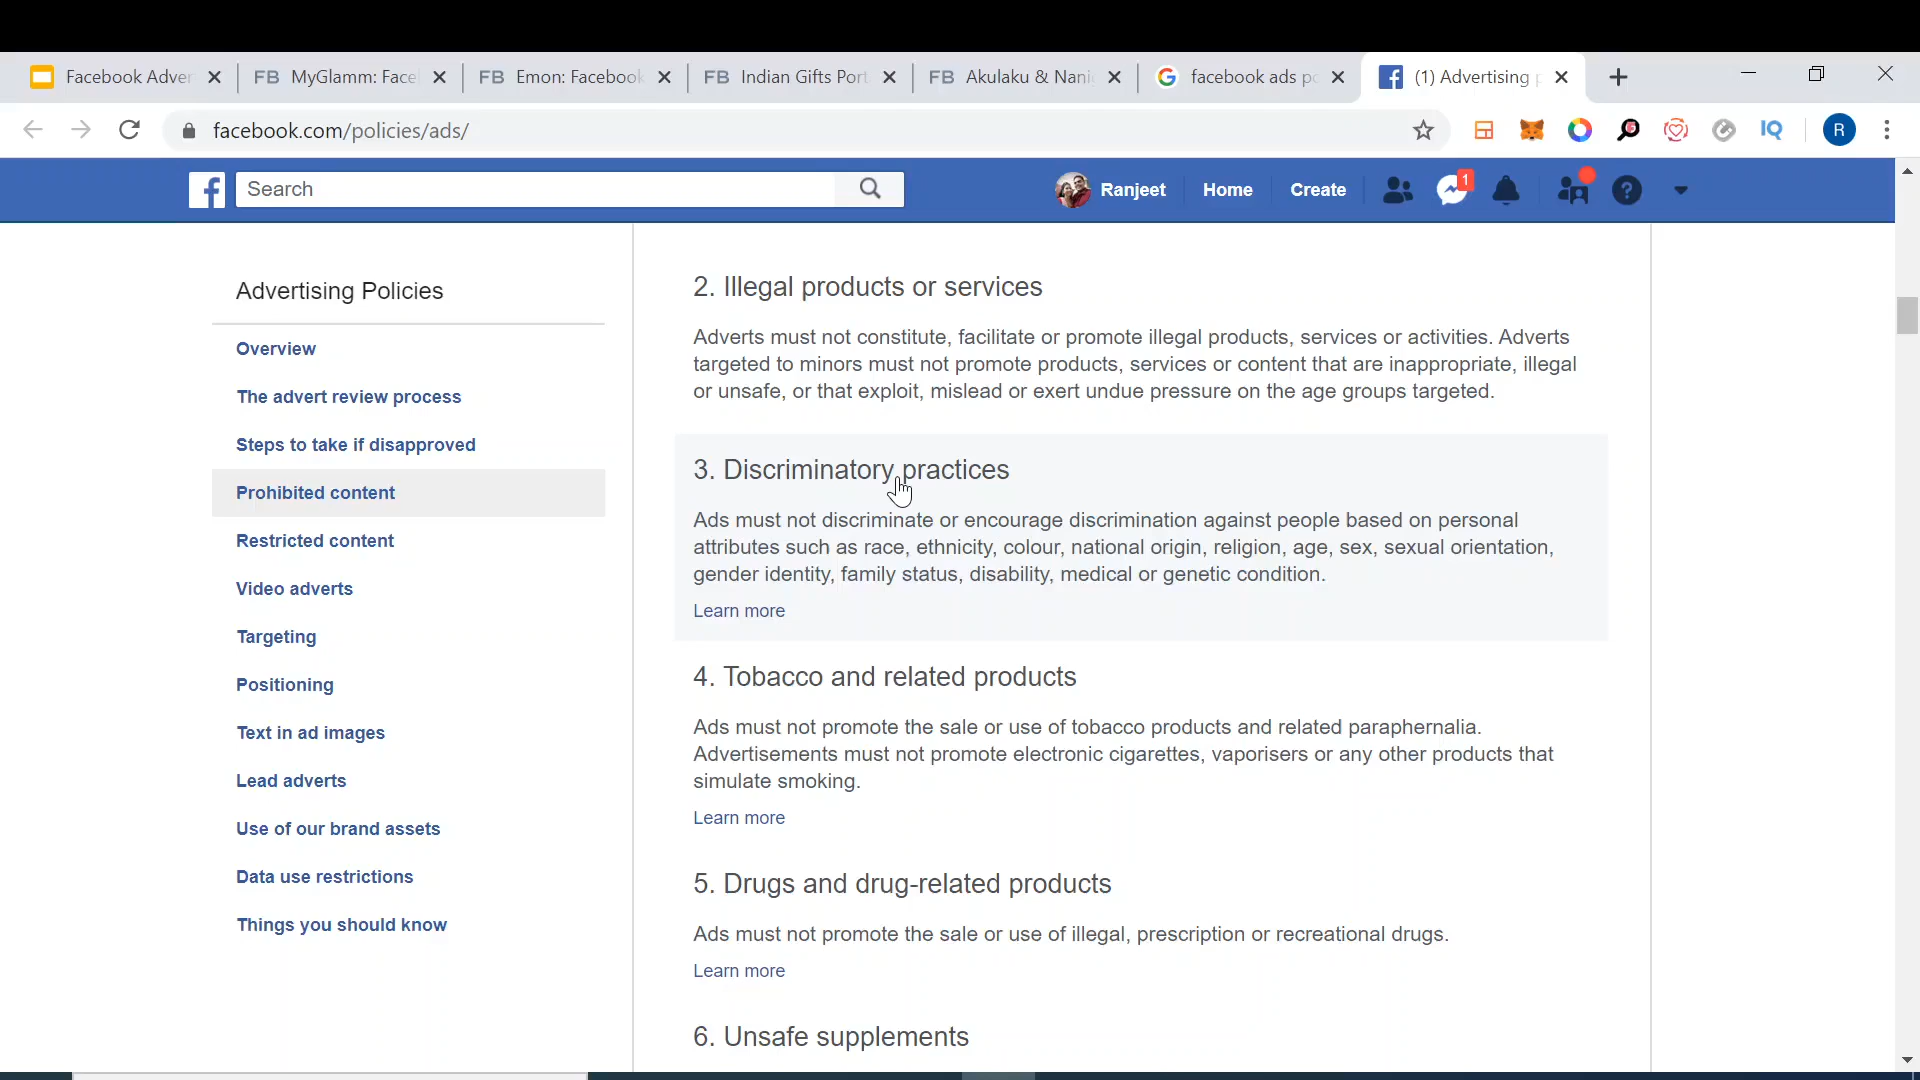 Facebook Adver
FB MyGlamm: Face
FB Emon: Facebook
FB Indian Gifts Port
FB Akulaku & Nani
facebook ads po
(1) Advertising p
facebook.com/policies/ads/
IQ
R
Search
Ranjeet
Home
Create
1
Advertising Policies
Overview
The advert review process
Steps to take if disapproved
Prohibited content
Restricted content
Video adverts
Targeting
Positioning
Text in ad images
Lead adverts
Use of our brand assets
Data use restrictions
Things you should know
2. Illegal products or services
Adverts must not constitute, facilitate or promote illegal products, services or activities. Adverts
targeted to minors must not promote products, services or content that are inappropriate, illegal
or unsafe, or that exploit, mislead or exert undue pressure on the age groups targeted.
3. Discriminatory practices
Ads must not discriminate or encourage discrimination against people based on personal
attributes such as race, ethnicity, colour, national origin, religion, age, sex, sexual orientation,
gender identity, family status, disability, medical or genetic condition.
Learn more
4. Tobacco and related products
Ads must not promote the sale or use of tobacco products and related paraphernalia.
Advertisements must not promote electronic cigarettes, vaporisers or any other products that
simulate smoking.
Learn more
5. Drugs and drug-related products
Ads must not promote the sale or use of illegal, prescription or recreational drugs.
Learn more
6. Unsafe supplements